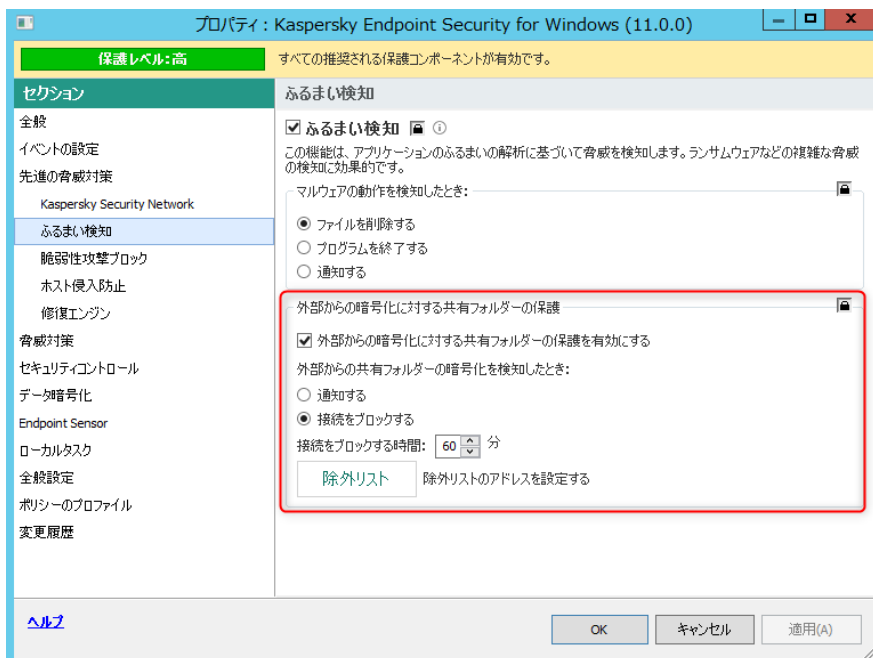 プロパティ : Kaspersky Endpoint Security for Windows (11.0.0)
保護レベル:高
すべての推奨される保護コンポーネントが有効です。
セクション
全般
イベントの設定
先進の脅威対策
Kaspersky Security Network
ふるまい検知
脆弱性攻撃ブロック
ホスト侵入防止
修復エンジン
脅威対策
セキュリティコントロール
データ暗号化
Endpoint Sensor
ローカルタスク
全般設定
ポリシーのプロファイル
変更履歴
ふるまい検知
ふるまい検知
この機能は、アプリケーションのふるまいの解析に基づいて脅威を検知します。ランサムウェアなどの複雑な脅威
の検知に効果的です。
マルウェアの動作を検知したとき:
ファイルを削除する
プログラムを終了する
通知する
外部からの暗号化に対する共有フォルダーの保護
外部からの暗号化に対する共有フォルダーの保護を有効にする
外部からの共有フォルダーの暗号化を検知したとき:
通知する
接続をブロックする
接続をブロックする時間: 60 分
除外リスト 除外リストのアドレスを設定する
ヘルプ
OK キャンセル 適用(A)